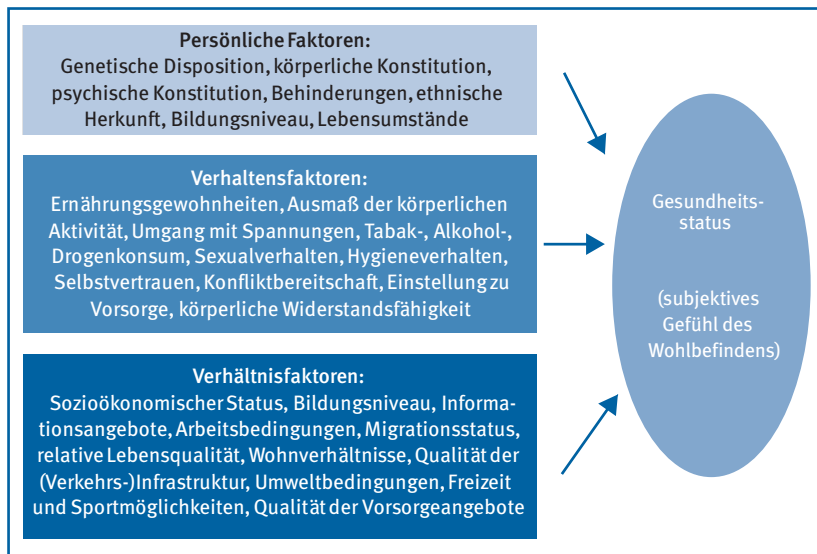 Persönliche Faktoren:
Genetische Disposition, körperliche Konstitution,
psychische Konstitution, Behinderungen, ethnische
Herkunft, Bildungsniveau, Lebensumstände
Verhaltensfaktoren:
Ernährungsgewohnheiten, Ausmaß der körperlichen
Aktivität, Umgang mit Spannungen, Tabak-, Alkohol-,
Drogenkonsum, Sexualverhalten, Hygieneverhalten,
Selbstvertrauen, Konfliktbereitschaft, Einstellung zu
Vorsorge, körperliche Widerstandsfähigkeit
Verhältnisfaktoren:
Sozioökonomischer Status, Bildungsniveau, Informa-
tionsangebote, Arbeitsbedingungen, Migrationsstatus,
relative Lebensqualität, Wohnverhältnisse, Qualität der
(Verkehrs-)Infrastruktur, Umweltbedingungen, Freizeit
und Sportmöglichkeiten, Qualität der Vorsorgeangebote
Gesundheits-
status
(subjektives
Gefühl des
Wohlbefindens)